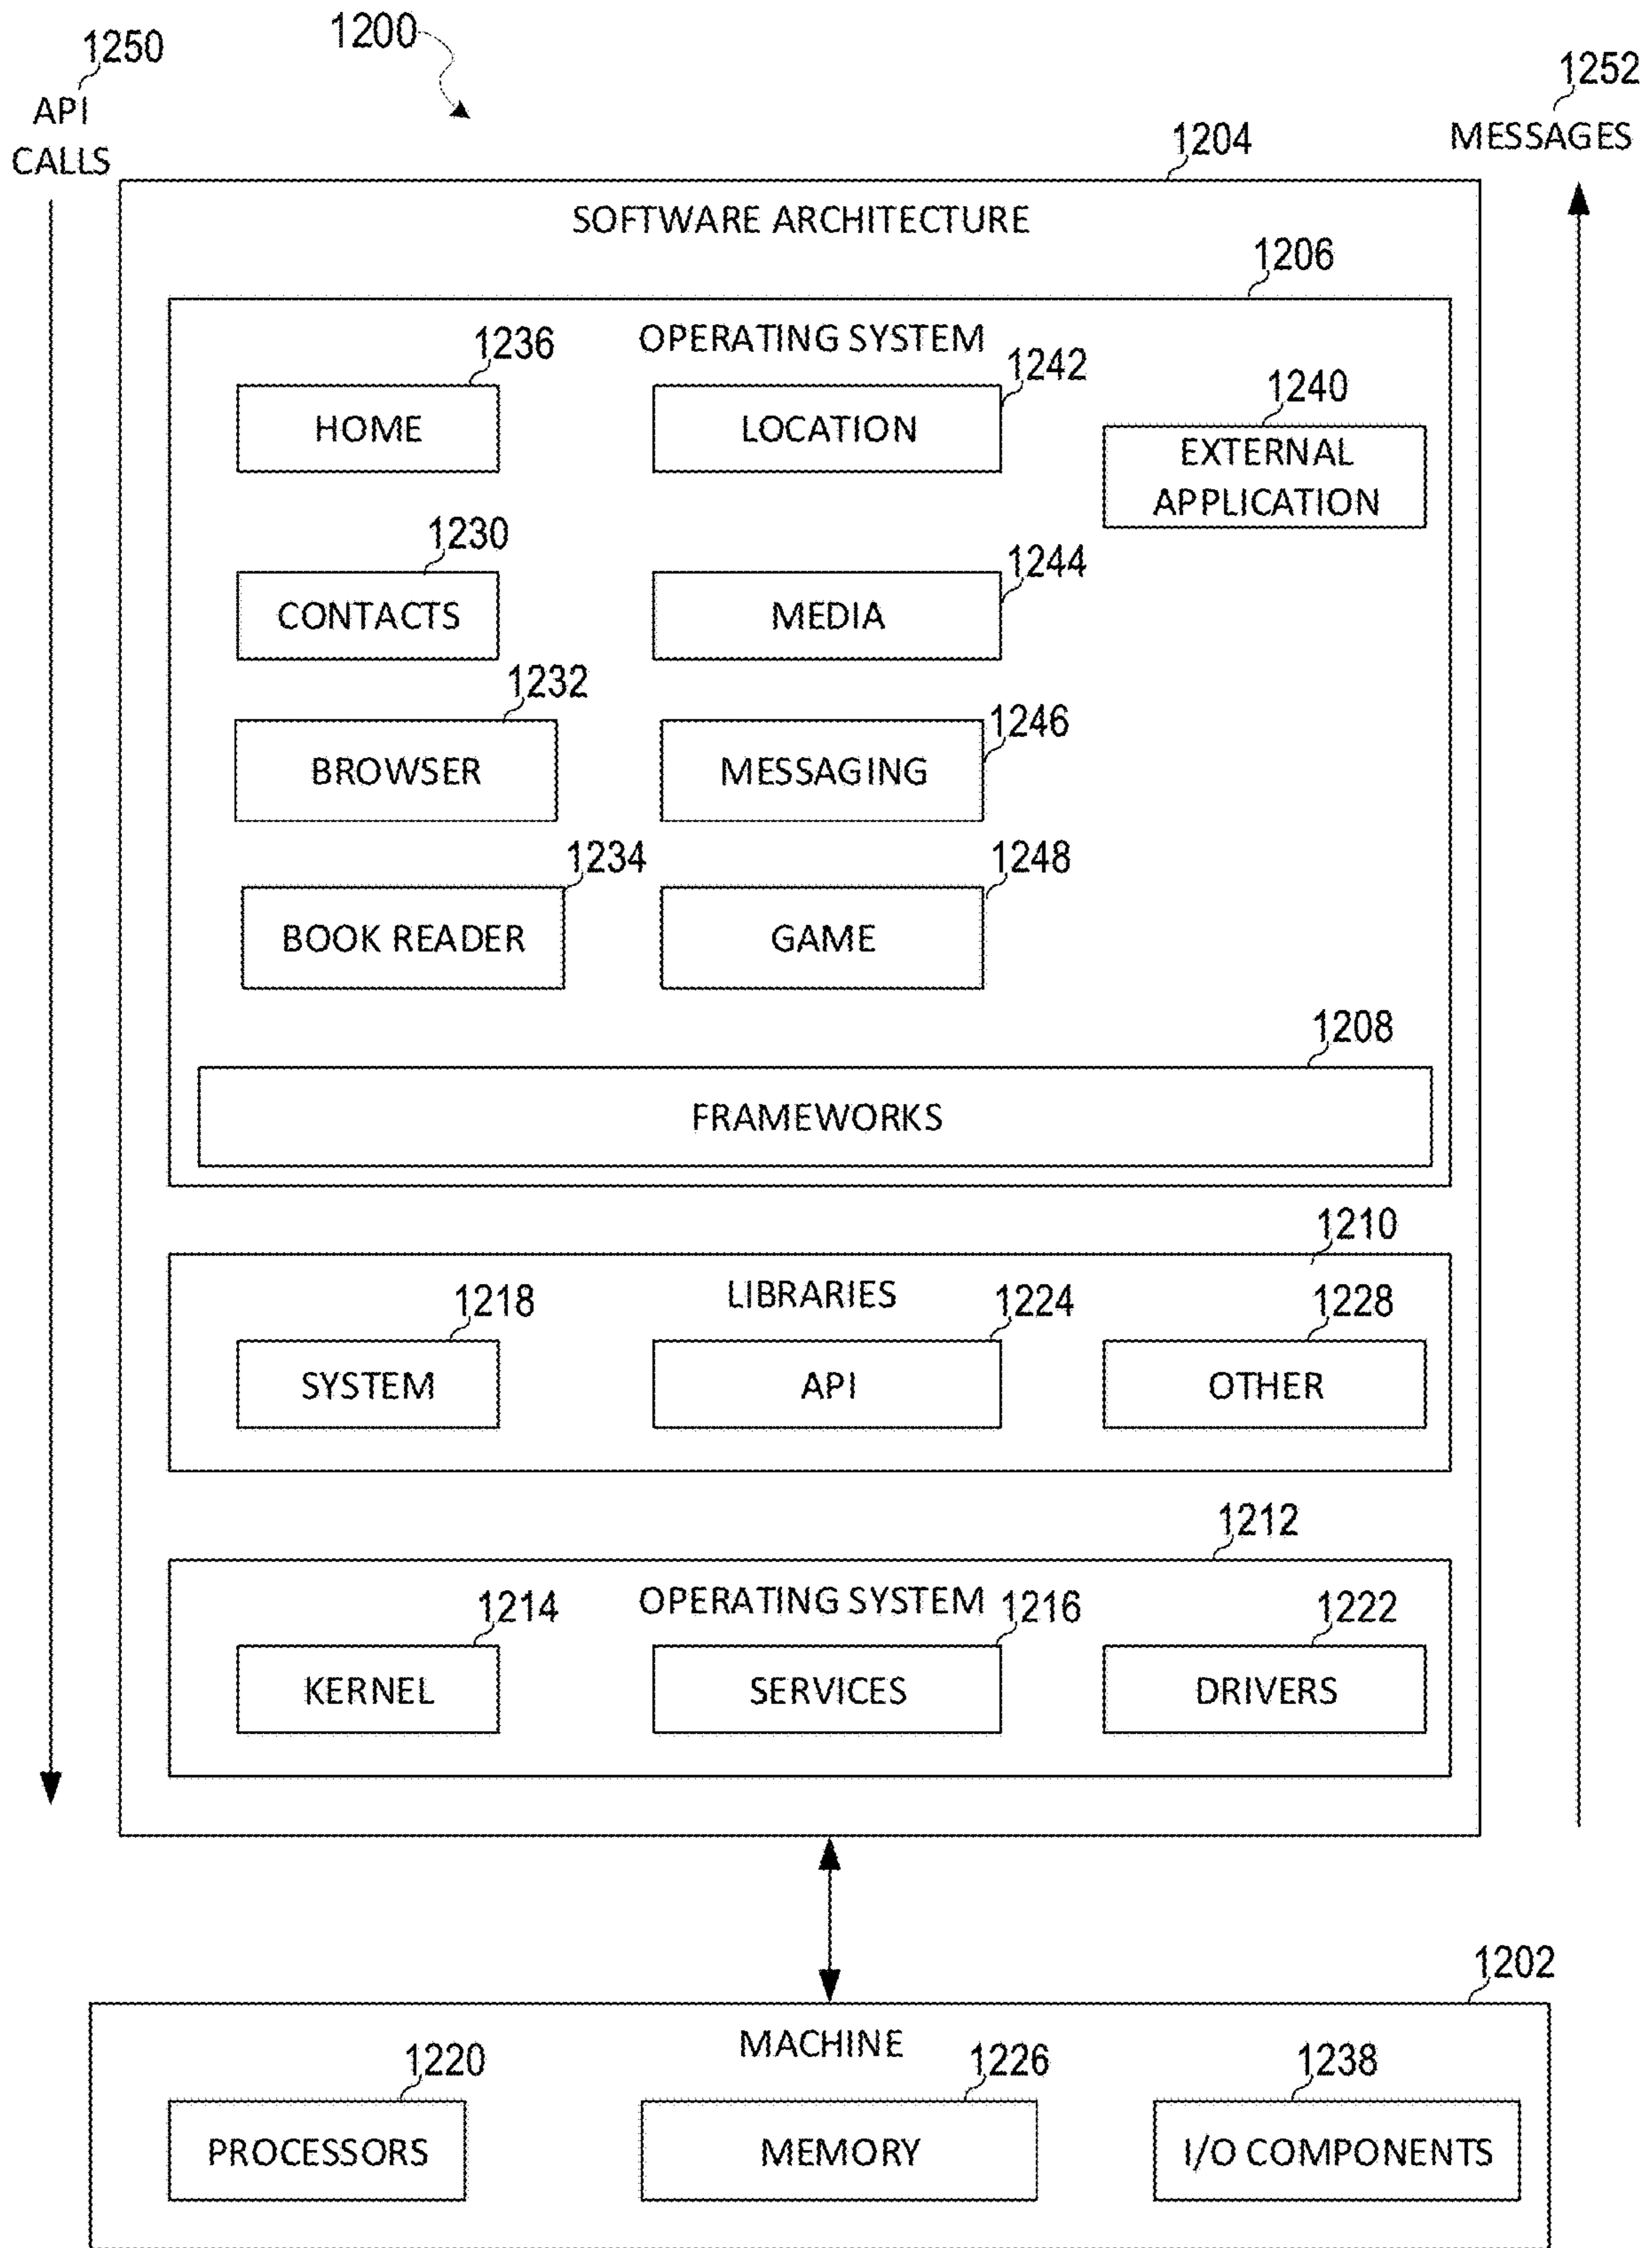 1250
1200
1252
API
CALLS
MESSAGES
1204
SOFTWARE ARCHITECTURE
1206
OPERATING SYSTEM
1236
1242
1240
HOME
LOCATION
EXTERNAL
APPLICATION
1230
1244
CONTACTS
MEDIA
1232
1246
BROWSER
MESSAGING
1234
1248
BOOK READER
GAME
1208
FRAMEWORKS
1210
LIBRARIES
1218
1224
1228
SYSTEM
API
OTHER
1212
OPERATING SYSTEM
1214
1216
1222
KERNEL
SERVICES
DRIVERS
1202
MACHINE
1220
1226
1238
PROCESSORS
MEMORY
I/O COMPONENTS